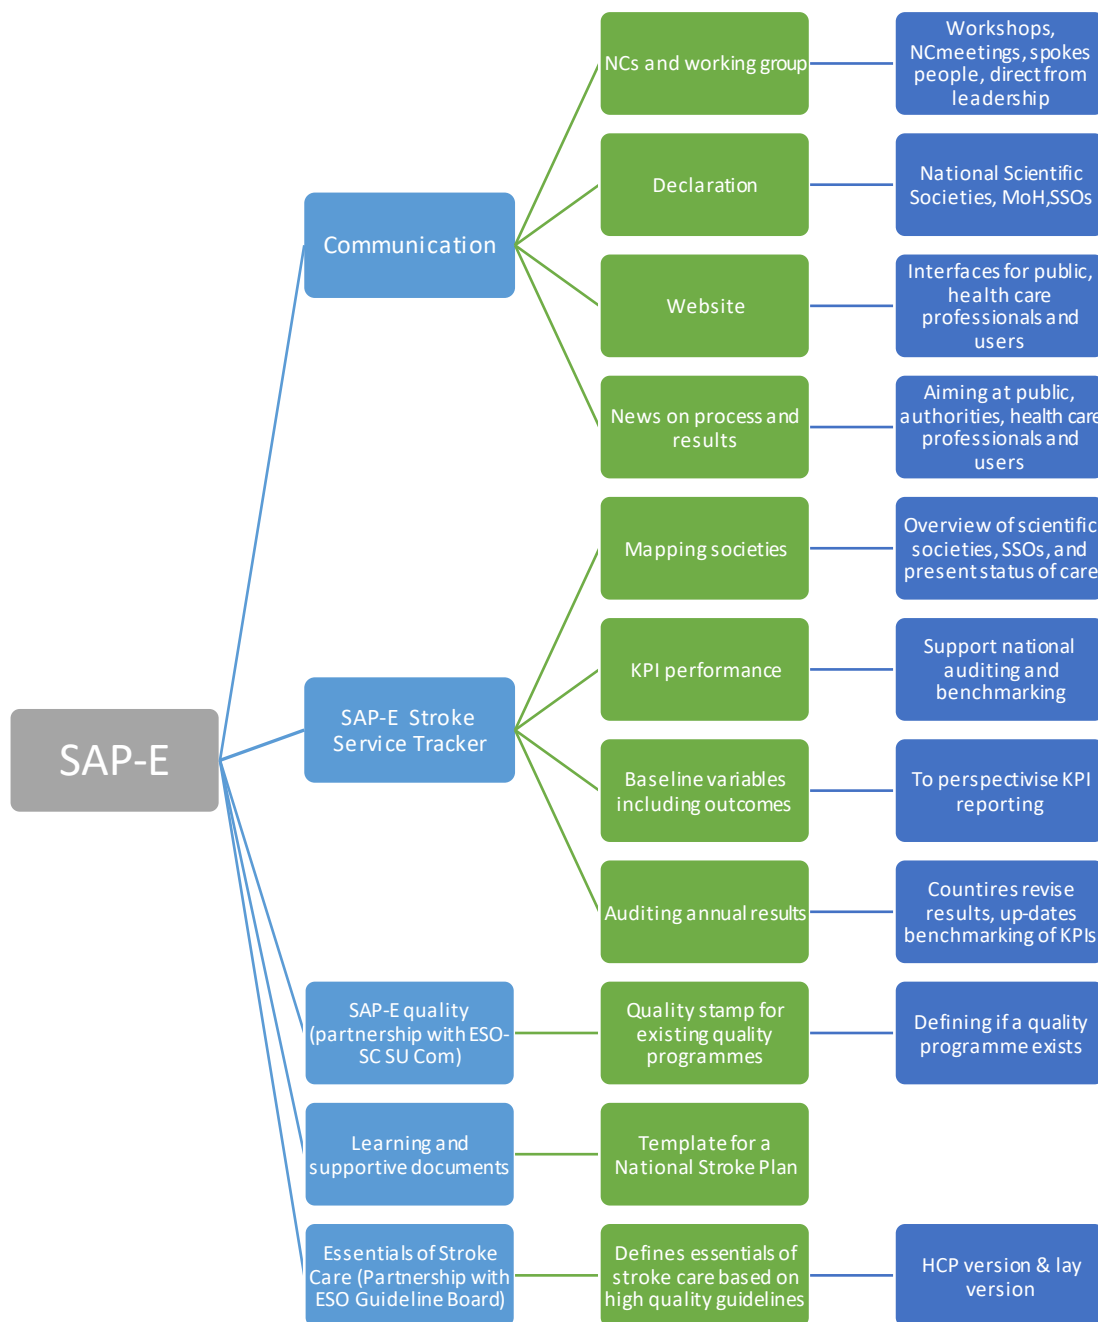 SAP-E
Communication
NCs and working group
Workshops,
NCmeetings, spokes
people, direct from
leadership
Declaration
National Scientific
Societies, MoH,SSOs
Website
Interfaces for public,
health care
professionals and
users
News on process and
results
Aiming at public,
authorities, health care
professionals and
users
SAP-E Stroke
Service Tracker
Mapping societies
Overview of scientific
societies, SSOs, and
present status of care
KPI performance
Support national
auditing and
benchmarking
Baseline variables
including outcomes
To perspectivise KPI
reporting
Auditing annual results
Countires revise
results, up-dates
benchmarking of KPIs
SAP-E quality
(partnership with ESO-
SC SU Com)
Quality stamp for
existing quality
programmes
Defining if a quality
programme exists
Learning and
supportive documents
Template for a
National Stroke Plan
Essentials of Stroke
Care (Partnership with
ESO Guideline Board)
Defines essentials of
stroke care based on
high quality guidelines
HCP version & lay
version